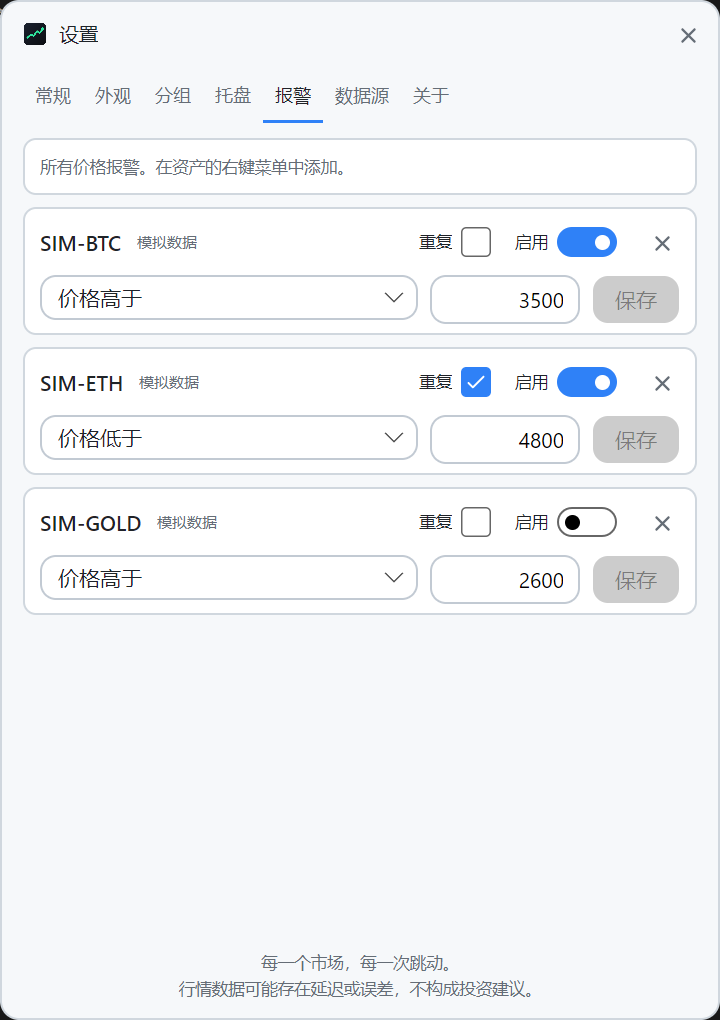 设置
常规 外观 分组 托盘 报警 数据源 关于
所有价格报警。在资产的右键菜单中添加。
SIM-BTC 模拟数据 重复 启用
价格高于 3500 保存
SIM-ETH 模拟数据 重复 启用
价格低于 4800 保存
SIM-GOLD 模拟数据 重复 启用
价格高于 2600 保存
每一个市场，每一次跳动。
行情数据可能存在延迟或误差，不构成投资建议。